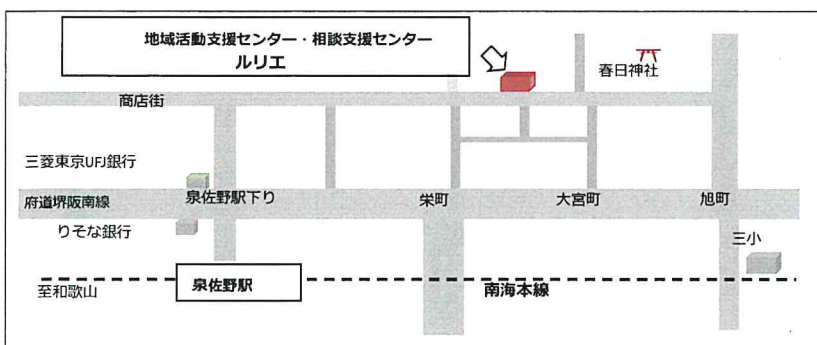 地域活動支援センター・相談支援センター
ルリエ
春日神社
商店街
三菱東京UFJ銀行
府道堺阪南線
泉佐野駅下り
栄町
大宮町
旭町
りそな銀行
三小
至和歌山
泉佐野駅
南海本線